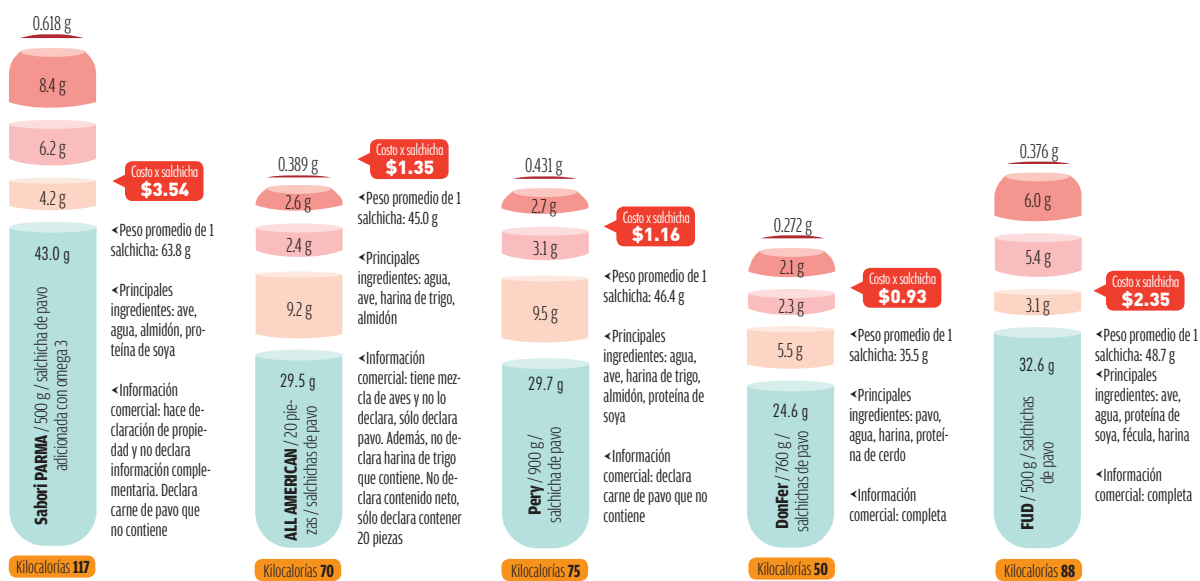 0.618 g
8.4 g
6.2 g
4.2 g
43.0 g
Sabori PARMA / 500 g / salchicha de pavo
adicionada con omega 3
Costo x salchicha
$3.54
◄Peso promedio de 1
salchicha: 63.8 g
◄Principales
ingredientes: ave,
agua, almidón, pro-
teína de soya
◄Información
comercial: hace de-
claración de propie-
dad y no declara
información comple-
mentaria. Declara
carne de pavo que
no contiene
Kilocalorías 117
0.389 g
2.6 g
2.4 g
9.2 g
29.5 g
ALL AMERICAN / 20 pie-
zas / salchichas de pavo
Costo x salchicha
$1.35
◄Peso promedio de 1
salchicha: 45.0 g
◄Principales
ingredientes: agua,
ave, harina de trigo,
almidón
◄Información
comercial: tiene mez-
cla de aves y no lo
declara, sólo declara
pavo. Además, no de-
clara harina de trigo
que contiene. No de-
clara contenido neto,
sólo declara contener
20 piezas
Kilocalorías 70
0.431 g
2.7 g
3.1 g
9.5 g
29.7 g
Pery / 900 g /
salchicha de pavo
Costo x salchicha
$1.16
◄Peso promedio de 1
salchicha: 46.4 g
◄Principales
ingredientes: agua,
ave, harina de trigo,
almidón, proteína de
soya
◄Información
comercial: declara
carne de pavo que no
contiene
Kilocalorías 75
0.272 g
2.1 g
2.3 g
5.5 g
24.6 g
DonFer / 760 g /
salchichas de pavo
Costo x salchicha
$0.93
◄Peso promedio de 1
salchicha: 35.5 g
◄Principales
ingredientes: pavo,
agua, harina, proteí-
na de cerdo
◄Información
comercial: completa
Kilocalorías 50
0.376 g
6.0 g
5.4 g
3.1 g
32.6 g
FUD / 500 g / salchichas
de pavo
Costo x salchicha
$2.35
◄Peso promedio de 1
salchicha: 48.7 g
◄Principales
ingredientes: ave,
agua, proteína de
soya, fécula, harina
◄Información
comercial: completa
Kilocalorías 88